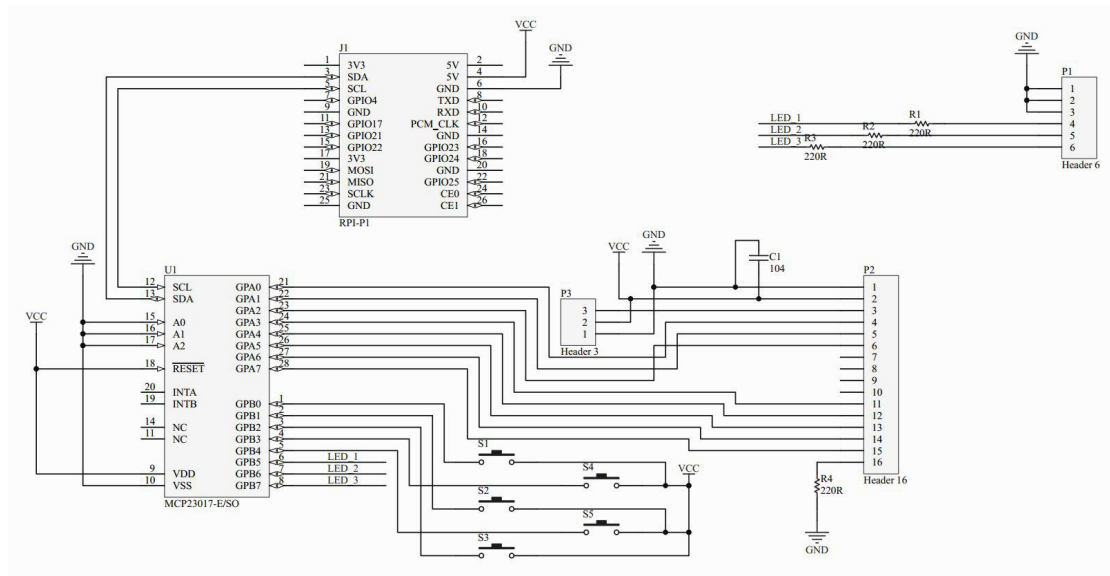 VCC
GND
J1
1 3V3 5V 2
3 SDA 5V 4
5 SCL GND 6
7 GPIO4 TXD 8
9 GND RXD 10
11 GPIO17 PCM_CLK 12
13 GPIO21 GND 14
15 GPIO22 GPIO23 16
17 3V3 GPIO24 18
19 MOSI GND 20
21 MISO GPIO25 22
23 SCLK CE0 24
25 GND CE1 26
RPI-P1
GND
P1
1
2
3
LED_1 R1 220R 4
LED_2 R2 220R 5
LED_3 R3 220R 6
Header 6
GND
VCC
U1
12 SCL GPA0 21
13 SDA GPA1 22
GPA2 23
15 A0 GPA3 24
16 A1 GPA4 25
17 A2 GPA5 26
GPA6 27
18 RESET GPA7 28
20 INTA
19 INTB GPB0 1
GPB1 2
14 NC GPB2 3
11 NC GPB3 4
GPB4 5
GPB5 6 LED_1
9 VDD GPB6 7 LED_2
10 VSS GPB7 8 LED_3
MCP23017-E/SO
S1
S4
S2
S5
S3
VCC
VCC
GND
C1
104
P3
3
2
1
Header 3
P2
1
2
3
4
5
6
7
8
9
10
11
12
13
14
15
16
Header 16
R4
220R
GND